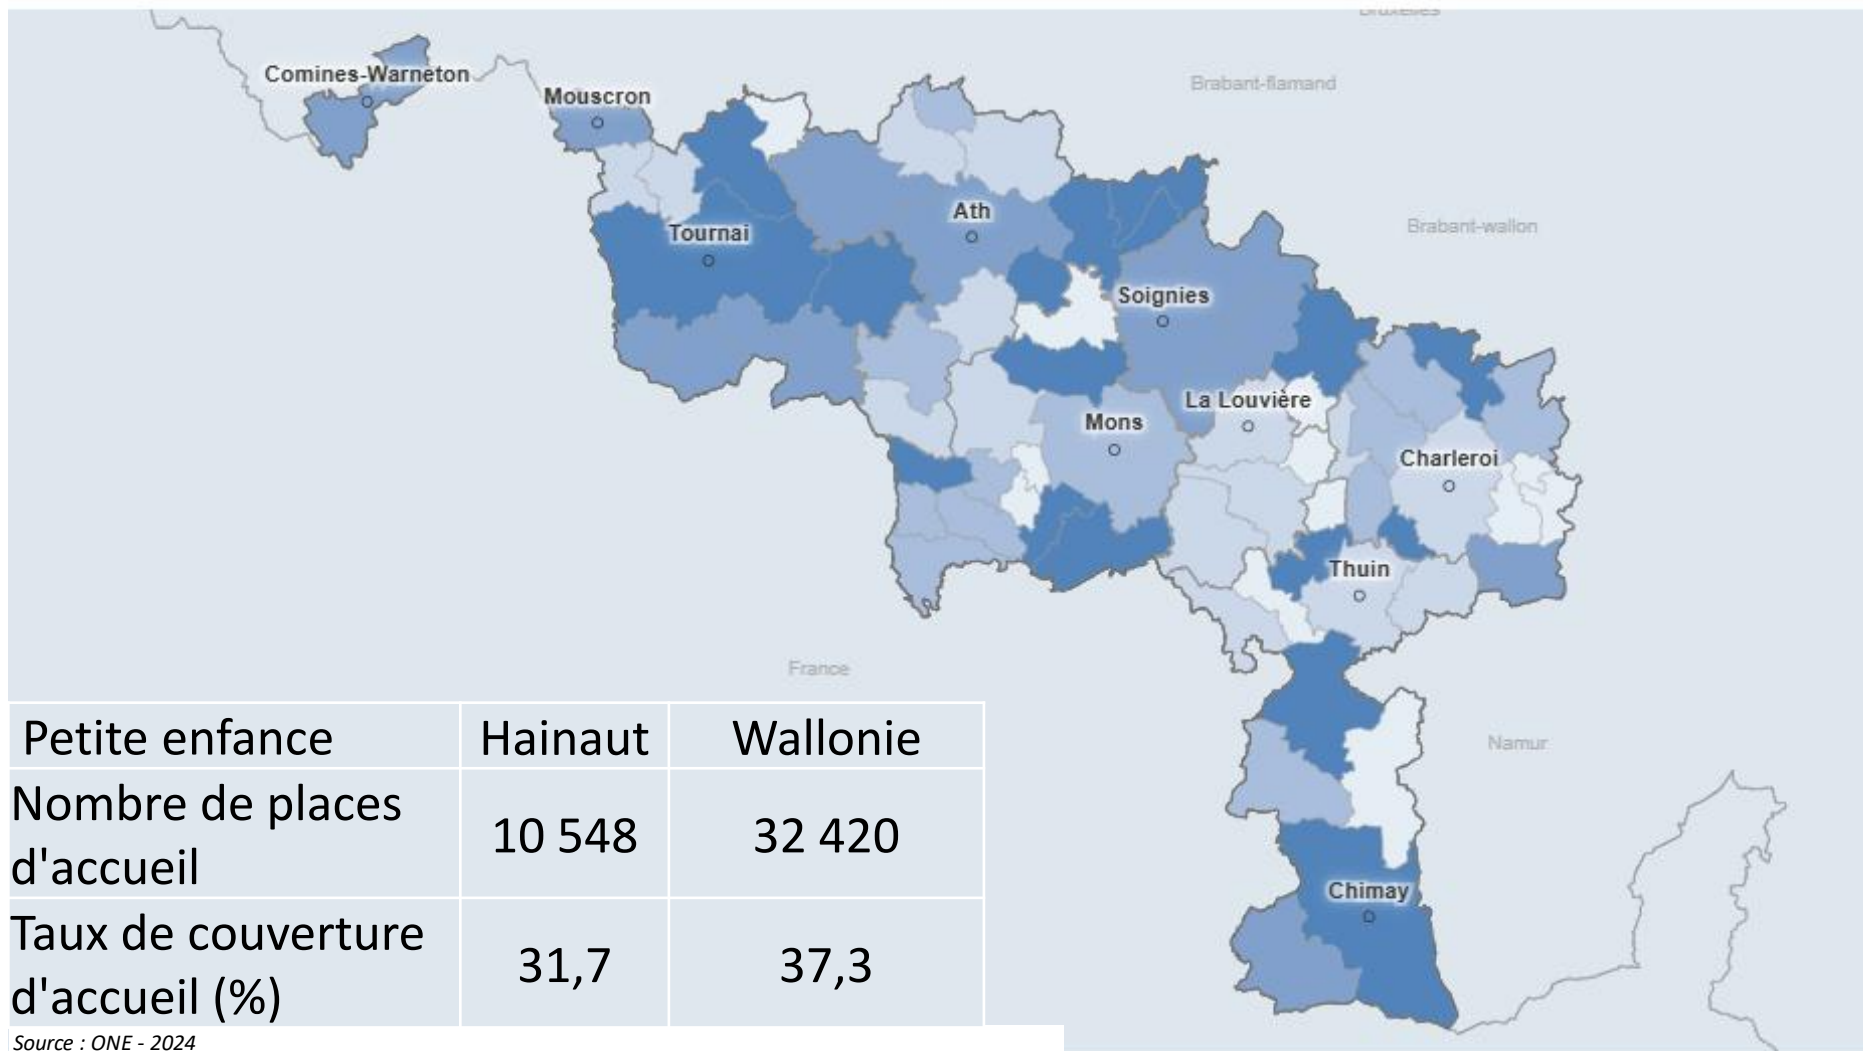 Bruxelles
Comines-Warneton
Brabant-flamand
Mouscron
Ath
Brabant-wallon
Tournai
Soignies
La Louvière
Mons
Charleroi
Thuin
France
Namur
Chimay
Petite enfance Hainaut Wallonie
Nombre de places
d'accueil 10 548 32 420
Taux de couverture
d'accueil (%) 31,7 37,3
Source : ONE - 2024